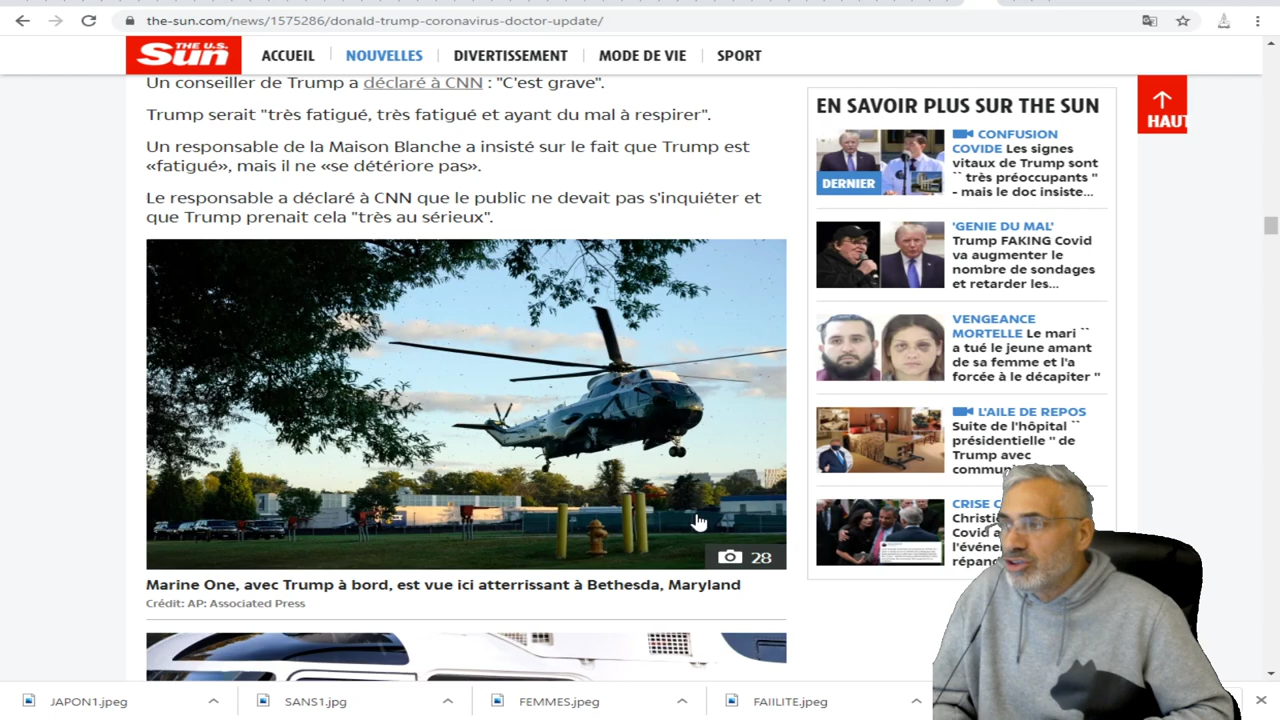 the-sun.com/news/1575286/donald-trump-coronavirus-doctor-update/
THE U.S. Sun
ACCUEIL
NOUVELLES
DIVERTISSEMENT
MODE DE VIE
SPORT
Un conseiller de Trump a déclaré à CNN : "C'est grave".
Trump serait "très fatigué, très fatigué et ayant du mal à respirer".
Un responsable de la Maison Blanche a insisté sur le fait que Trump est
«fatigue», mais il ne «se détériore pas».
Le responsable a déclaré à CNN que le public ne devait pas s'inquiéter et
que Trump prenait cela "très au sérieux".
28
Marine One, avec Trump à bord, est vue ici atterrissant à Bethesda, Maryland
Crédit: AP: Associated Press
EN SAVOIR PLUS SUR THE SUN
DERNIER
CONFUSION
COVIDE Les signes
vitaux de Trump sont
`` très préoccupants "
- mais le doc insiste...
'GENIE DU MAL'
Trump FAKING Covid
va augmenter le
nombre de sondages
et retarder les...
VENGEANCE
MORTELLE Le mari ``
a tué le jeune amant
de sa femme et l'a
forcée à le décapiter "
L'AILE DE REPOS
Suite de l'hôpital ``
présidentielle " de
Trump avec
CRISE
Covid
HAUT
JAPON1.jpeg
SANS1.jpg
FEMMES.jpeg
FAIILITE.jpeg